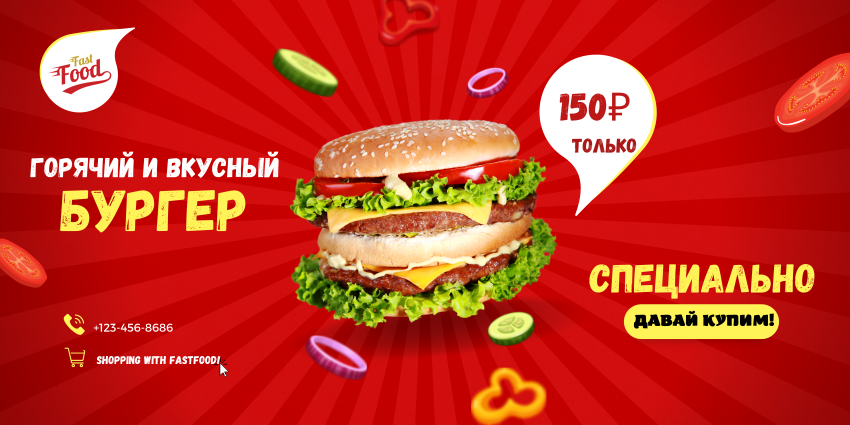 Fast
Food
ГОРЯЧИЙ И ВКУСНЫЙ
БУРГЕР
150₽
ТОЛЬКО
СПЕЦИАЛЬНО
ДАВАЙ КУПИМ!
+123-456-8686
SHOPPING WITH FASTFOOD!